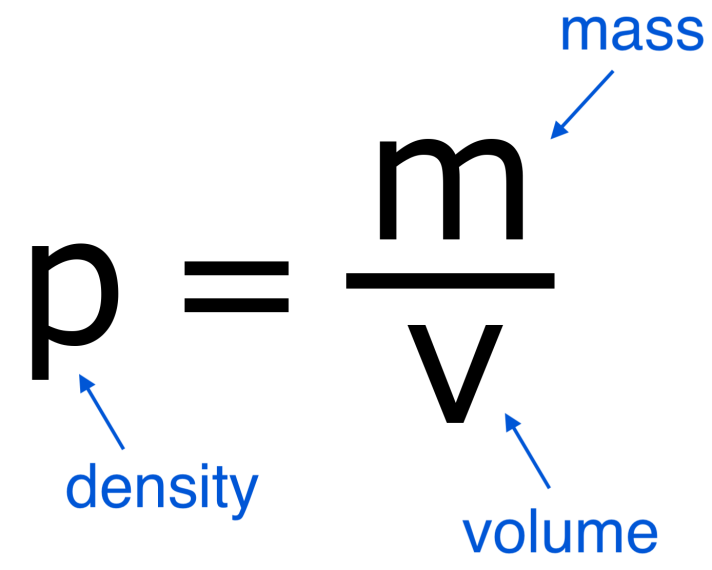 mass
p = m/v
density
volume